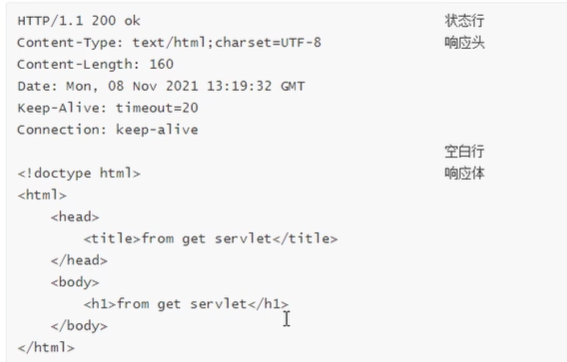 HTTP/1.1 200 ok 状态行
Content-Type: text/html;charset=UTF-8 响应头
Content-Length: 160
Date: Mon, 08 Nov 2021 13:19:32 GMT
Keep-Alive: timeout=20
Connection: keep-alive
空白行
<!doctype html> 响应体
<html>
    <head>
        <title>from get servlet</title>
    </head>
    <body>
        <h1>from get servlet</h1>
    </body>
</html>